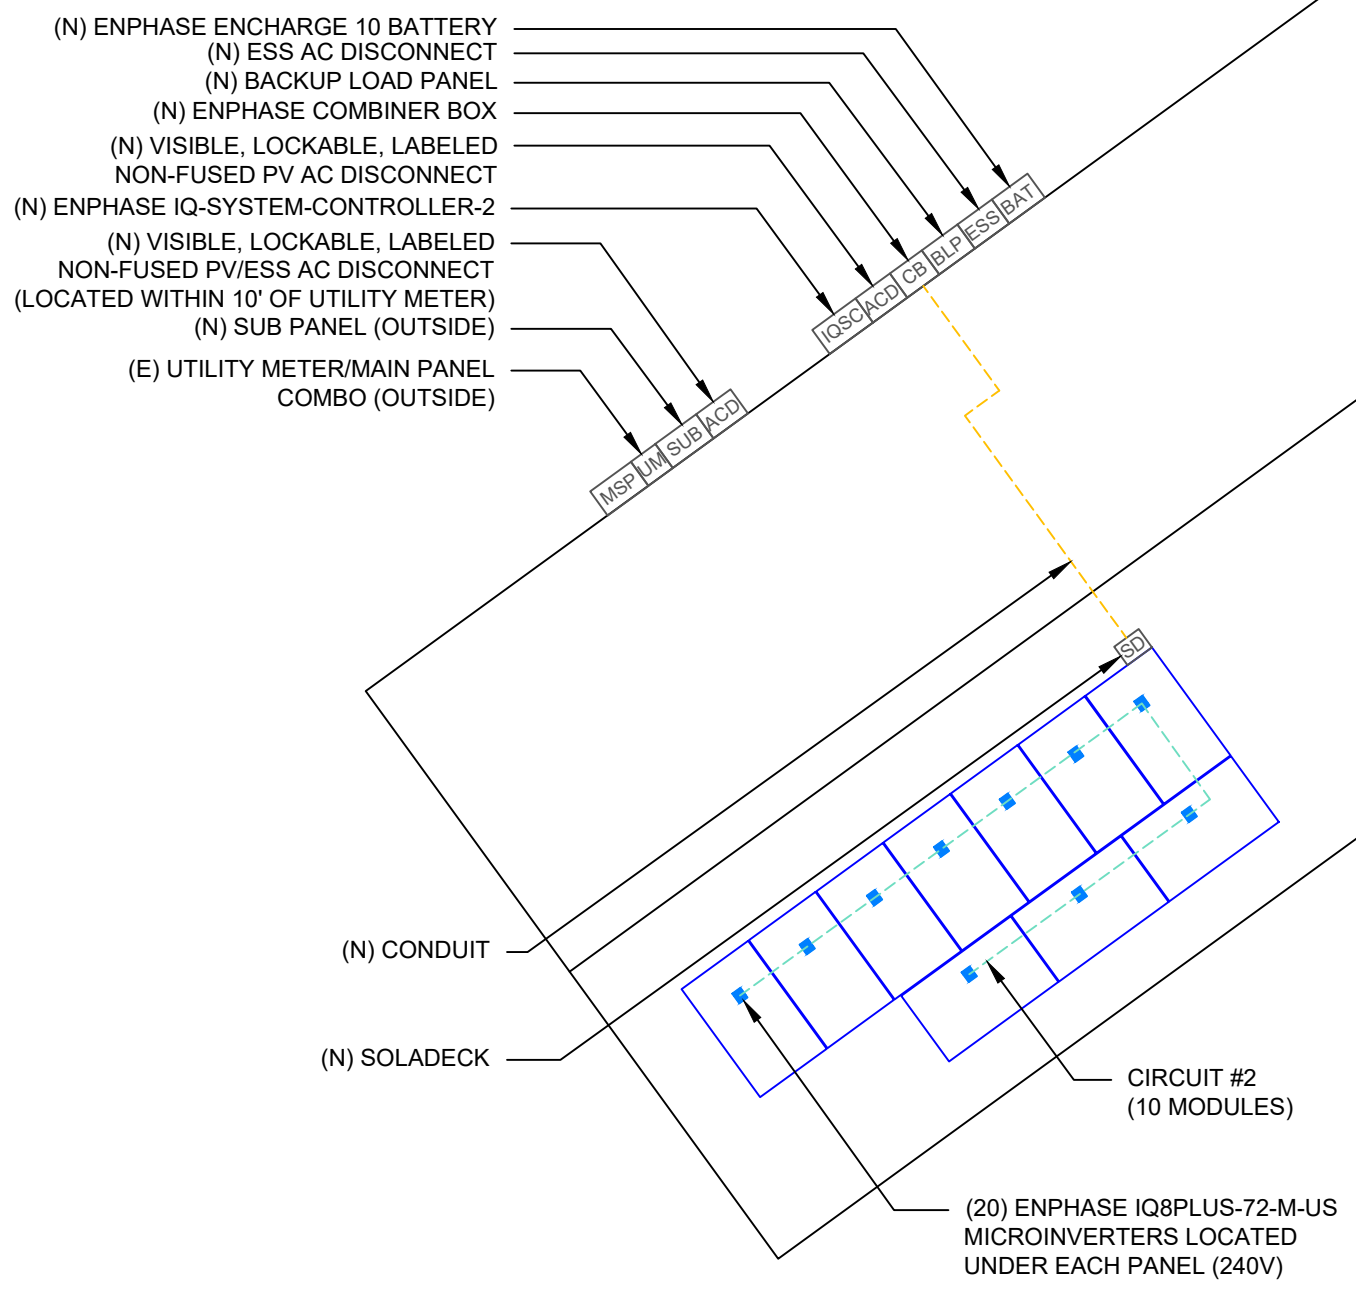 (N) ENPHASE ENCHARGE 10 BATTERY
(N) ESS AC DISCONNECT
(N) BACKUP LOAD PANEL
(N) ENPHASE COMBINER BOX
(N) VISIBLE, LOCKABLE, LABELED
NON-FUSED PV AC DISCONNECT
(N) ENPHASE IQ-SYSTEM-CONTROLLER-2
(N) VISIBLE, LOCKABLE, LABELED
NON-FUSED PV/ESS AC DISCONNECT
(LOCATED WITHIN 10' OF UTILITY METER)
(N) SUB PANEL (OUTSIDE)
(E) UTILITY METER/MAIN PANEL
COMBO (OUTSIDE)
IQSC ACD CB BLP ESS BAT
MSP UM SUB ACD
SD
(N) CONDUIT
(N) SOLADECK
CIRCUIT #2
(10 MODULES)
(20) ENPHASE IQ8PLUS-72-M-US
MICROINVERTERS LOCATED
UNDER EACH PANEL (240V)